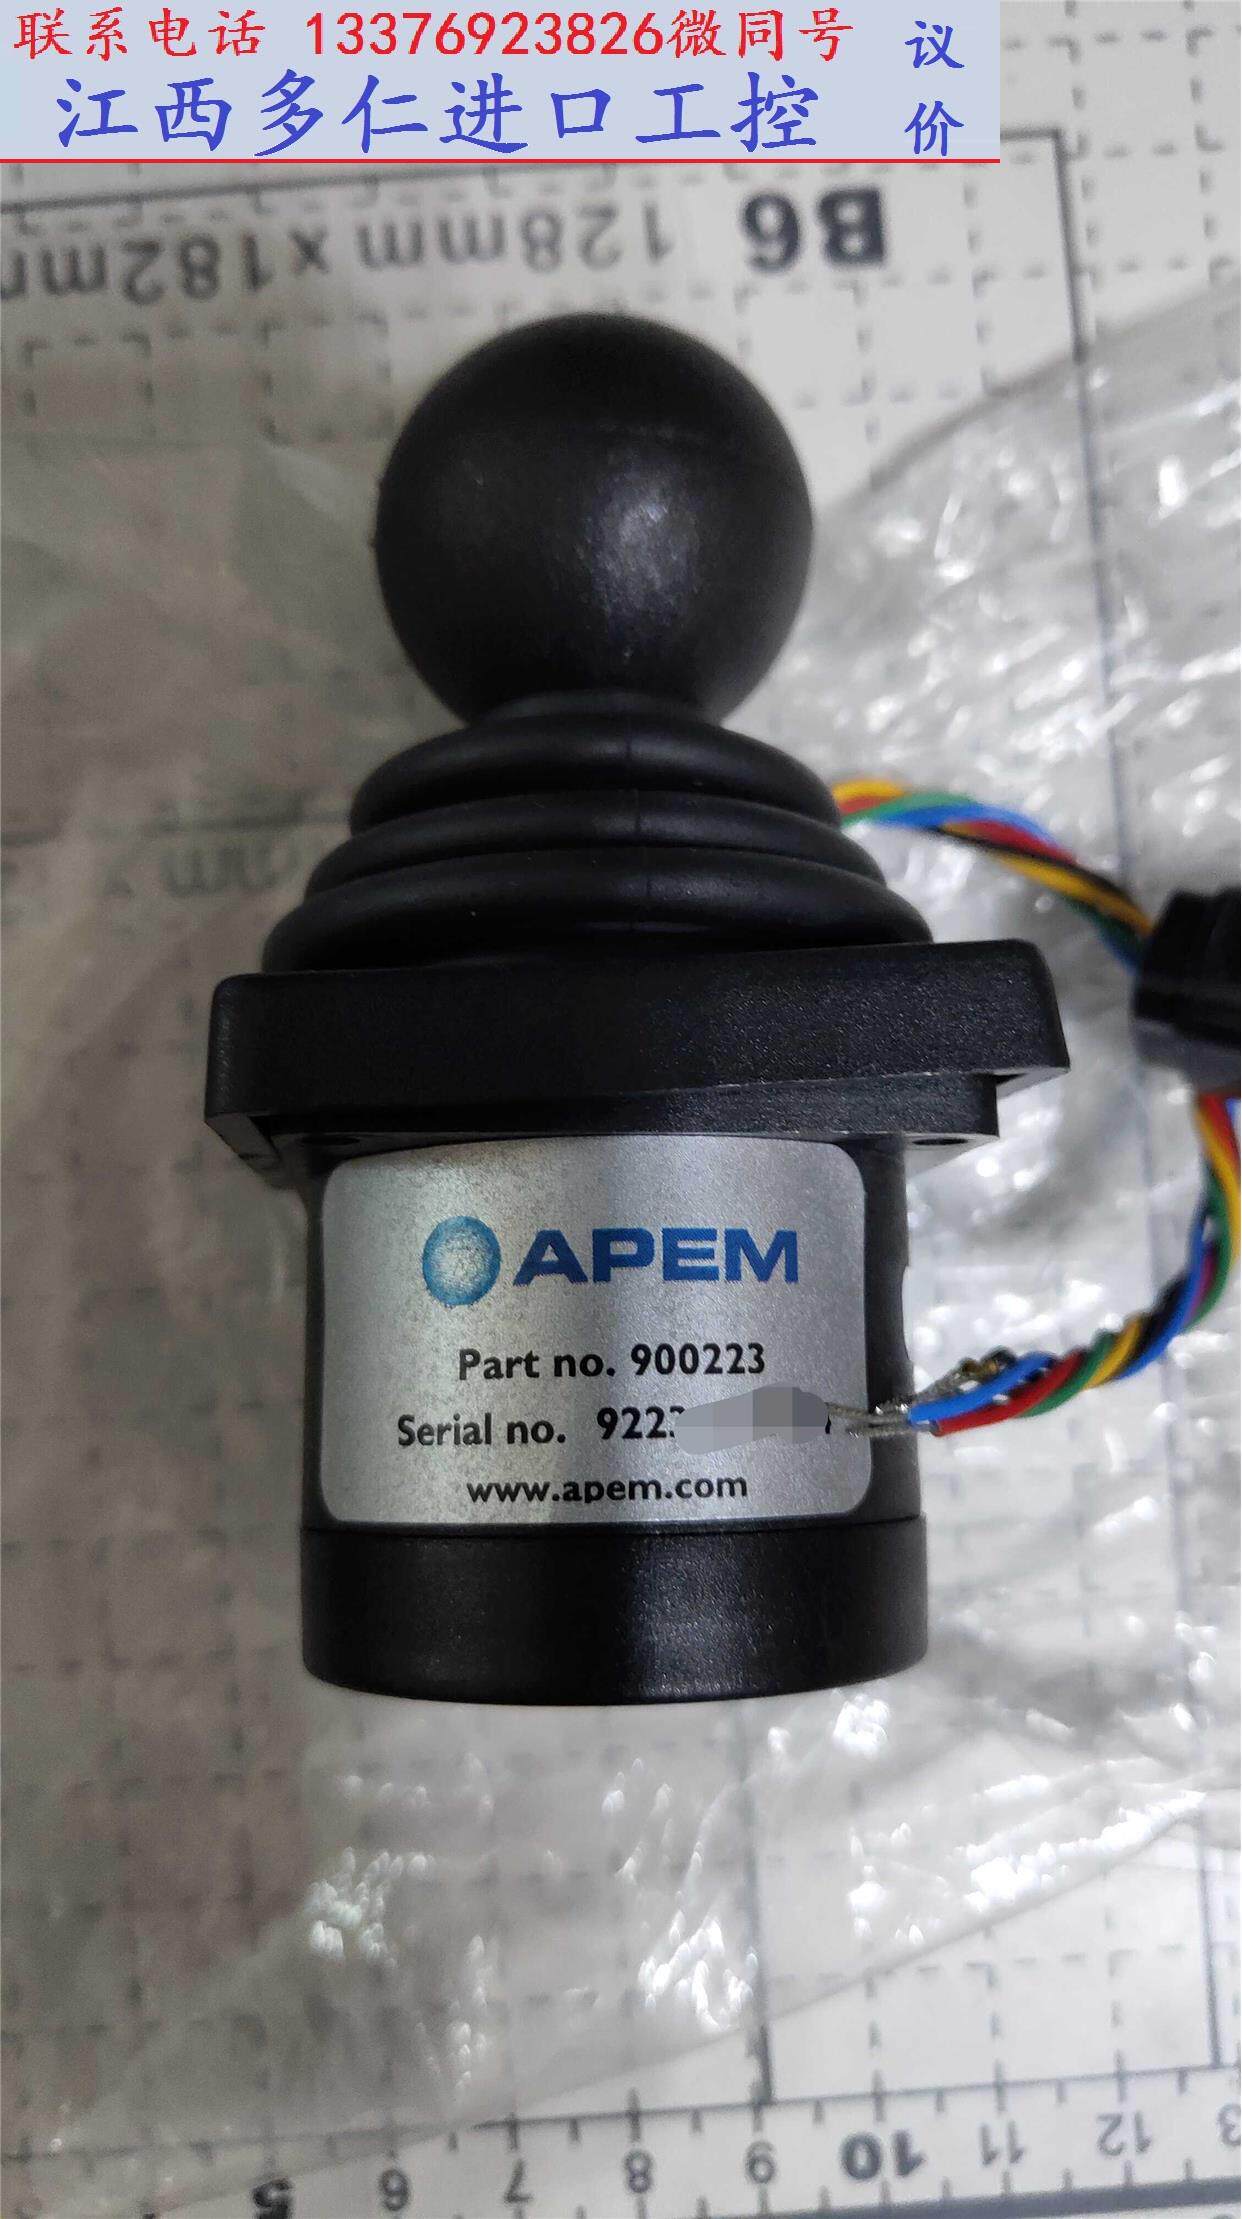 联系电话 13376923826微同号
江西多仁进口工控
议价
B6 128mm x182mm
APEM
Part no. 900223
Serial no. 922
www.apem.com
5 6 7 8 9 10 11 12